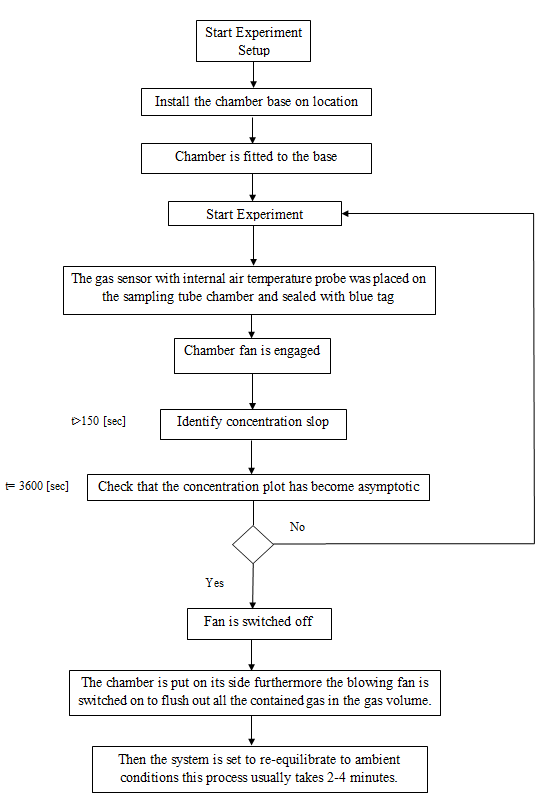 Start Experiment
Setup
Install the chamber base on location
Chamber is fitted to the base
Start Experiment
The gas sensor with internal air temperature probe was placed on
the sampling tube chamber and sealed with blue tag
Chamber fan is engaged
t>150 [sec]
Identify concentration slop
t= 3600 [sec]
Check that the concentration plot has become asymptotic
No
Yes
Fan is switched off
The chamber is put on its side furthermore the blowing fan is
switched on to flush out all the contained gas in the gas volume.
Then the system is set to re-equilibrate to ambient
conditions this process usually takes 2-4 minutes.